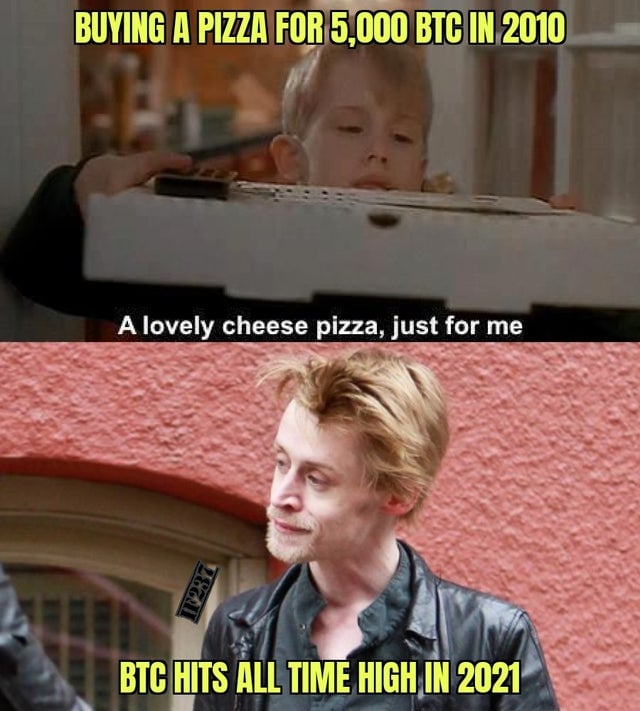 BUYING A PIZZA FOR 5,000 BTC IN 2010
A lovely cheese pizza, just for me
BTC HITS ALL TIME HIGH IN 2021